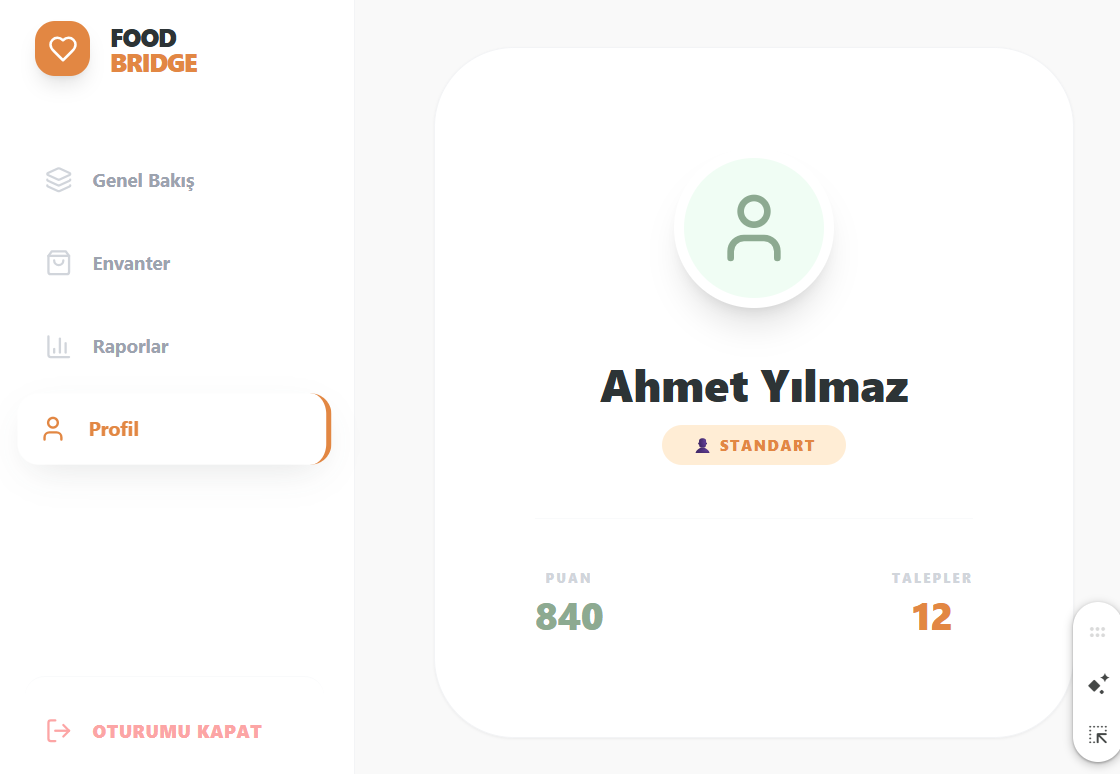 FOOD
BRIDGE
Genel Bakış
Envanter
Raporlar
Profil
OTURUMU KAPAT
Ahmet Yılmaz
STANDART
PUAN
840
TALEPLER
12